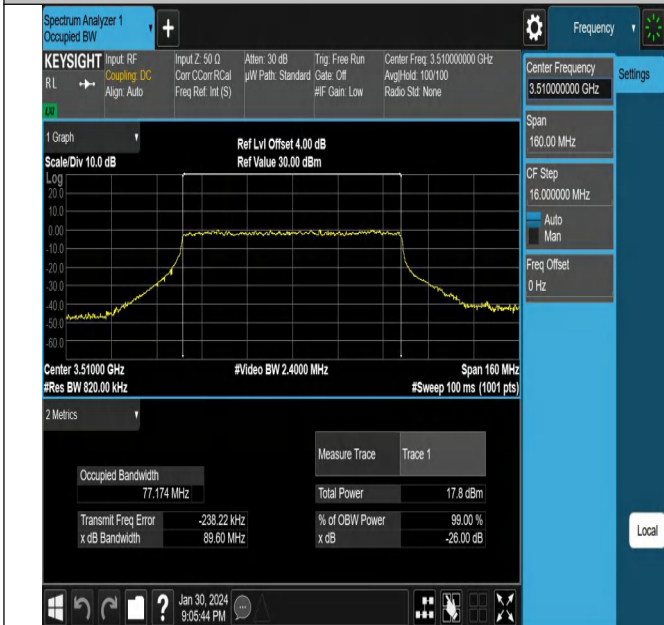 Spectrum Analyzer 1
Occupied BW
+
Frequency
KEYSIGHT
RL
LXI
Input: RF
Coupling: DC
Align: Auto
Input Z: 50 Ω
Corr CCorr RCal
Freq Ref: Int (S)
Atten: 30 dB
µW Path: Standard
Trig: Free Run
Gate: Off
#IF Gain: Low
Center Freq: 3.510000000 GHz
Avg|Hold: 100/100
Radio Std: None
Center Frequency
3.510000000 GHz
Settings
Span
160.00 MHz
CF Step
16.000000 MHz
Auto
Man
Freq Offset
0 Hz
Local
1 Graph
Scale/Div 10.0 dB
Ref Lvl Offset 4.00 dB
Ref Value 30.00 dBm
Log
20.0
10.0
0.00
-10.0
-20.0
-30.0
-40.0
-50.0
-60.0
Center 3.51000 GHz
#Video BW 2.4000 MHz
Span 160 MHz
#Res BW 820.00 kHz
#Sweep 100 ms (1001 pts)
2 Metrics
Measure Trace Trace 1
Occupied Bandwidth
77.174 MHz
Total Power 17.8 dBm
Transmit Freq Error -238.22 kHz
% of OBW Power 99.00 %
x dB Bandwidth 89.60 MHz
x dB -26.00 dB
?
Jan 30, 2024
9:05:44 PM